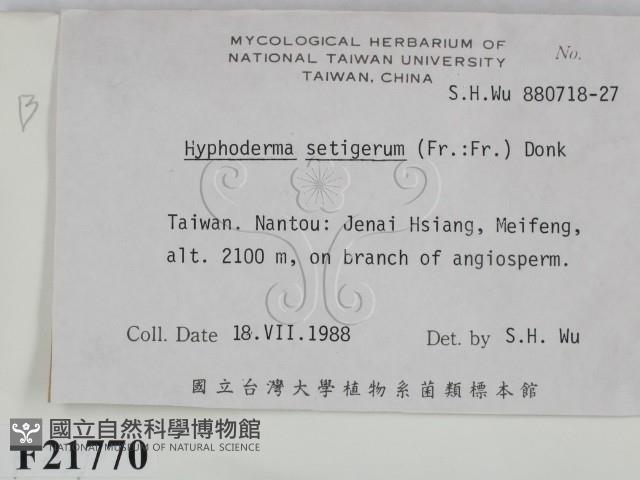 MYCOLOGICAL HERBARIUM OF
NATIONAL TAIWAN UNIVERSITY
TAIWAN, CHINA
No.
S.H.Wu 880718-27
B
Hyphoderma setigerum (Fr.:Fr.) Donk
Taiwan. Nantou: Jenai Hsiang, Meifeng,
alt. 2100 m, on branch of angiosperm.
Coll. Date 18.VII.1988 Det. by S.H. Wu
國立台灣大學植物系菌類標本館
國立自然科學博物館
NATIONAL MUSEUM OF NATURAL SCIENCE
F21770